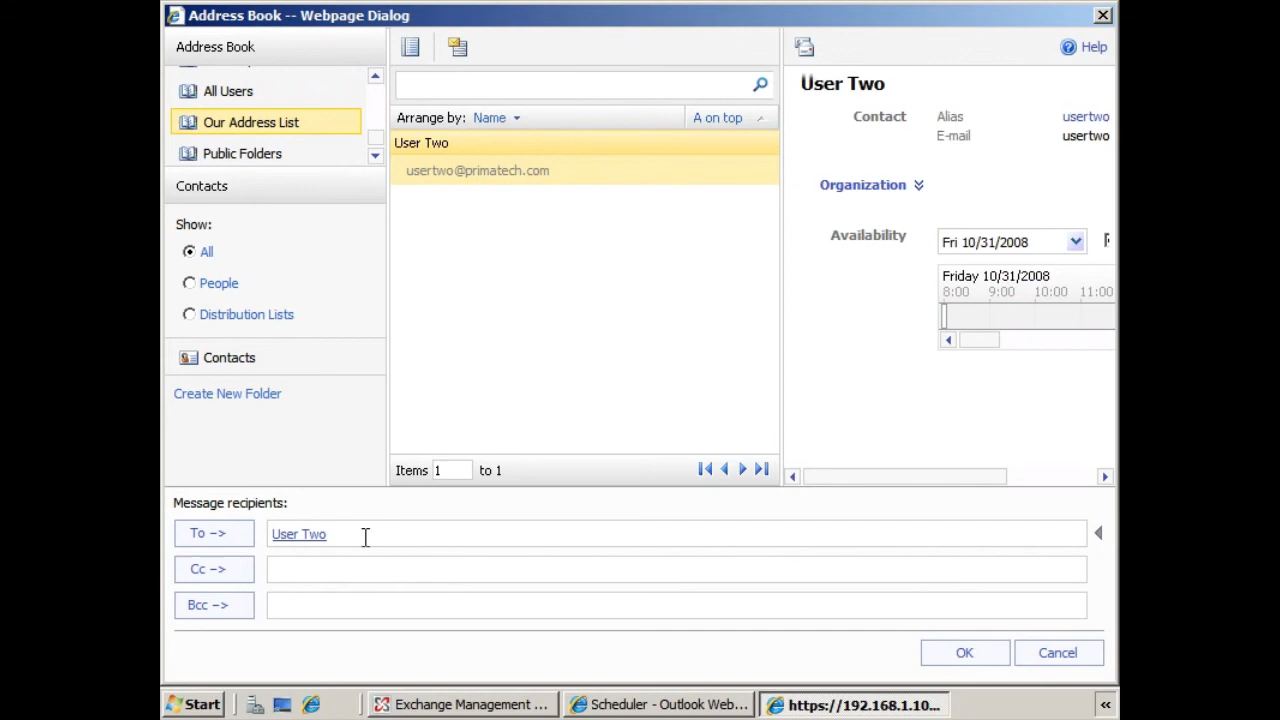 Address Book -- Webpage Dialog
Address Book
All Users
Our Address List
Public Folders
Contacts
Show:
All
People
Distribution Lists
Contacts
Create New Folder
Arrange by: Name
A on top
User Two
usertwo@primatech.com
Items 1 to 1
Help
User Two
Contact
Alias
usertwo
E-mail
usertwo
Organization
Availability
Fri 10/31/2008
Friday 10/31/2008
8:00 9:00 10:00 11:00
Message recipients:
To ->
User Two
Cc ->
Bcc ->
OK
Cancel
Start
Exchange Management ...
Scheduler - Outlook Web...
https://192.168.1.10...
«